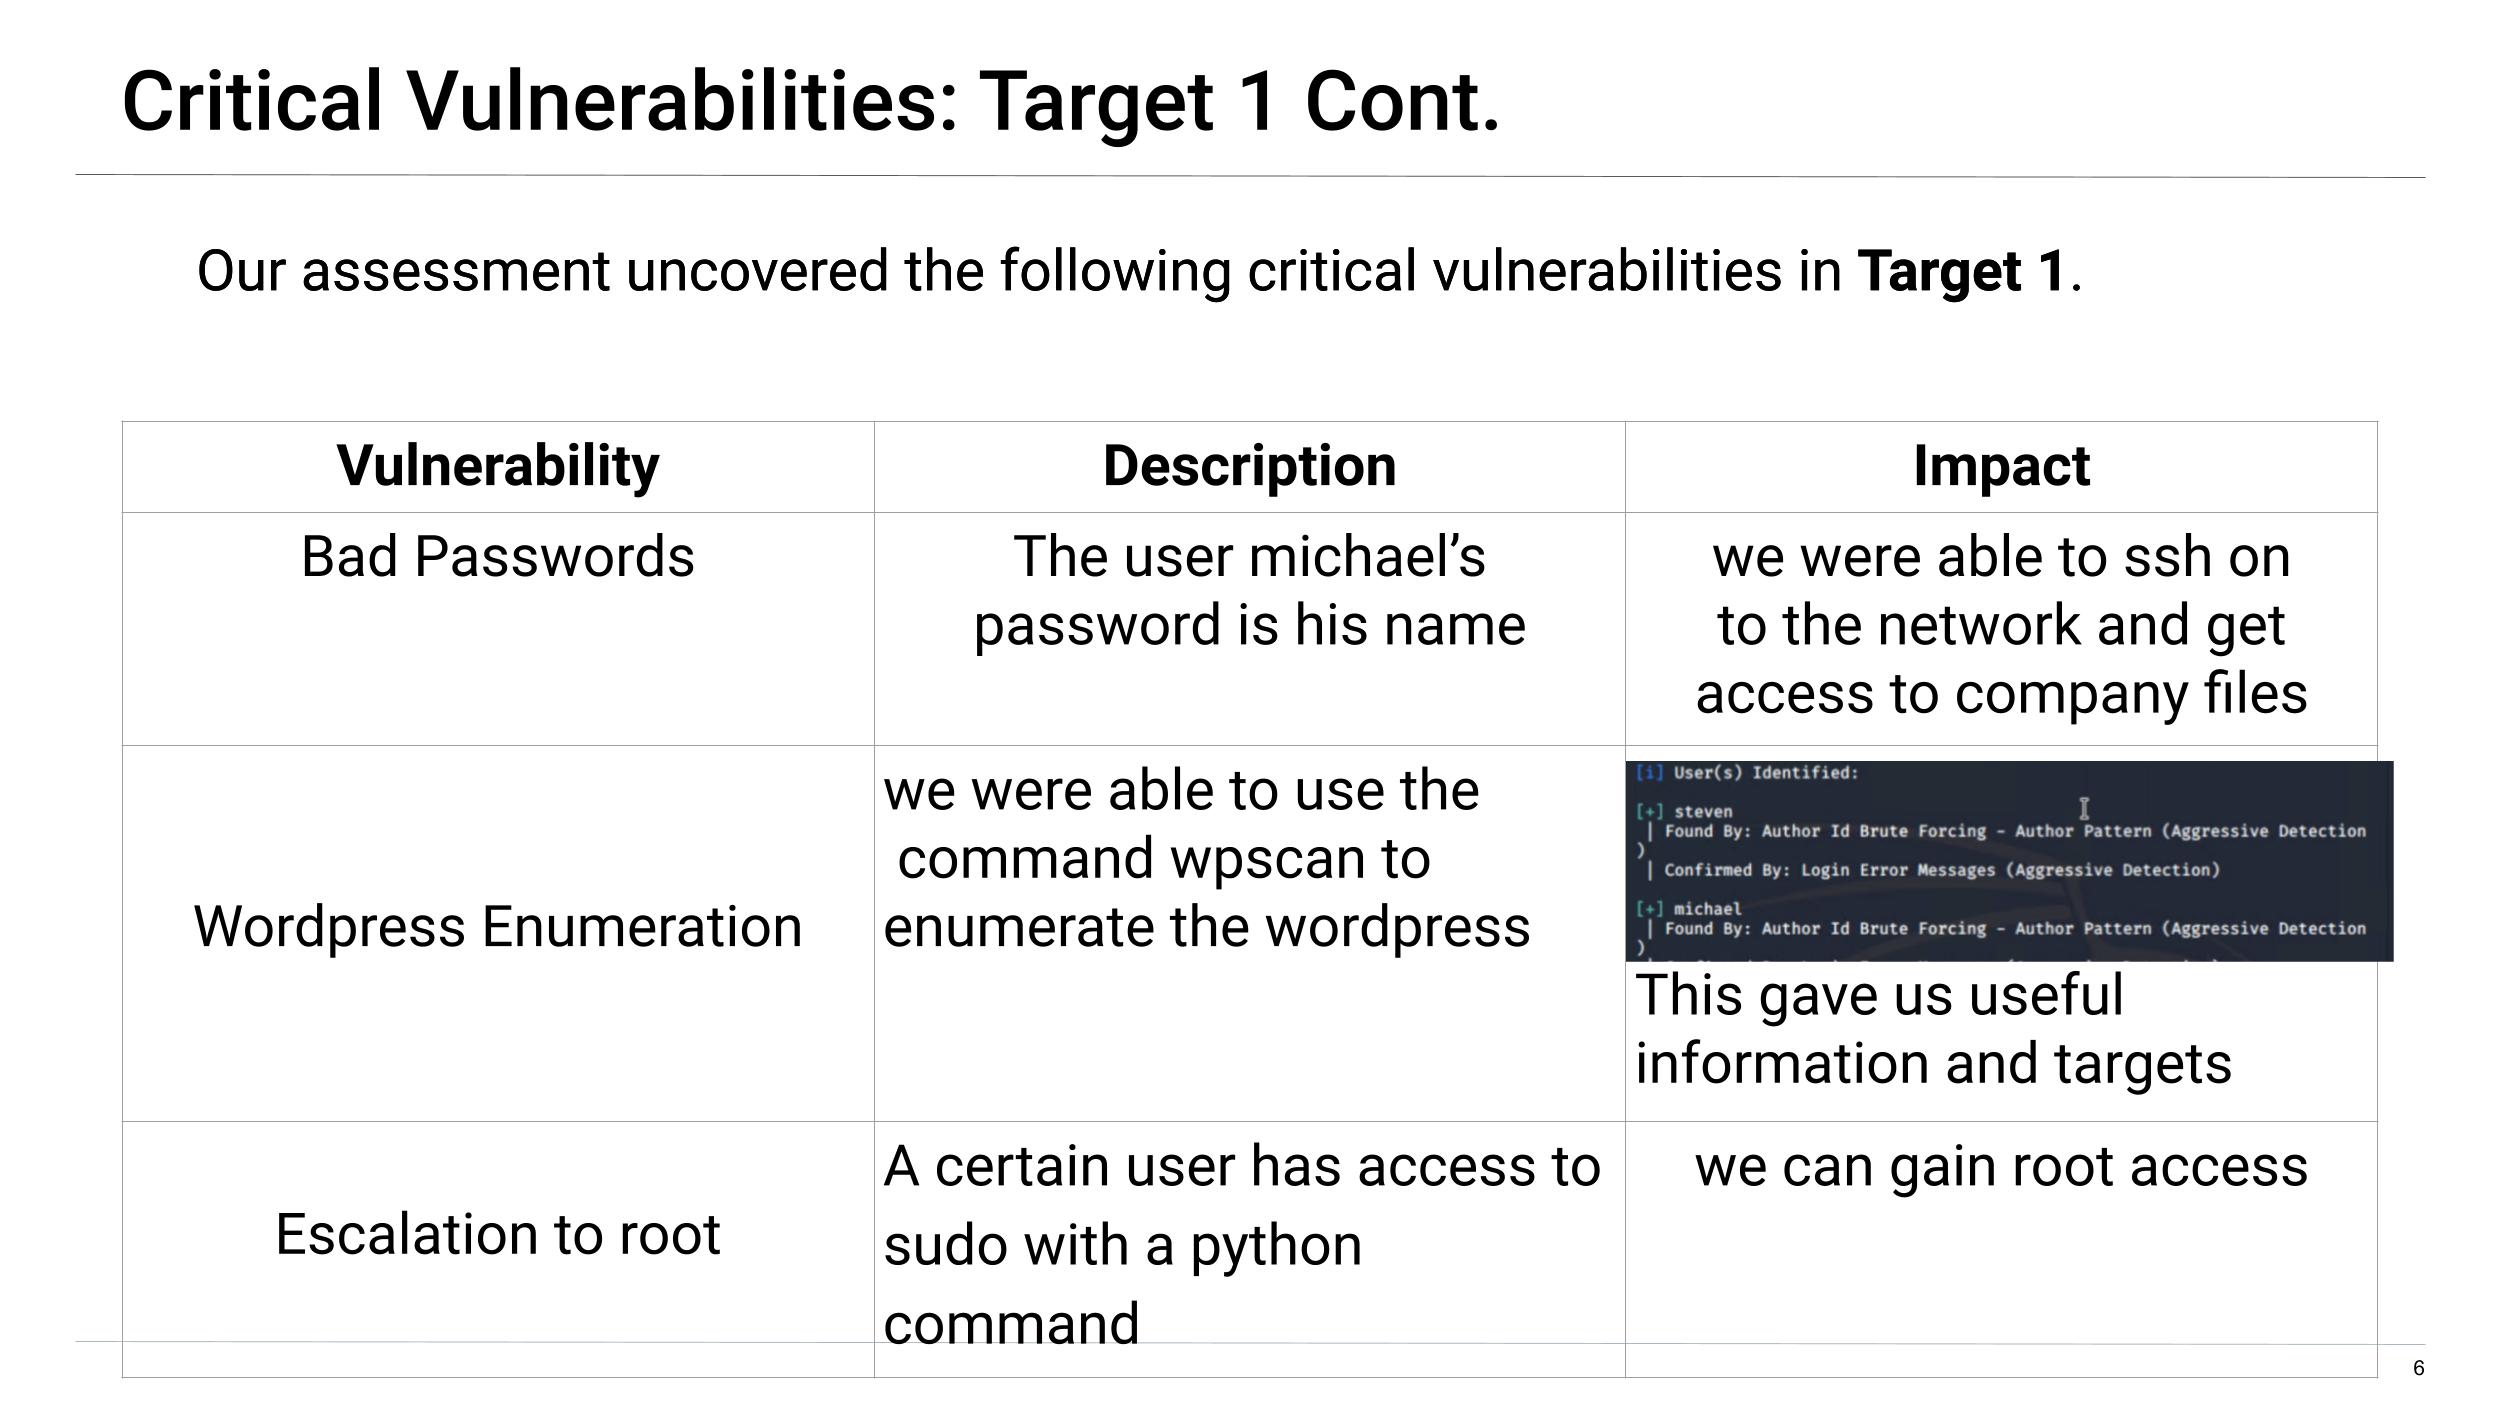 Critical Vulnerabilities: Target 1 Cont.
Our assessment uncovered the following critical vulnerabilities in Target 1.
Vulnerability
Description
Impact
Bad Passwords
The user michael’s
password is his name
we were able to ssh on
to the network and get
access to company files
Wordpress Enumeration
we were able to use the
command wpscan to
enumerate the wordpress
[i] User(s) Identified:
[+] steven
| Found By: Author Id Brute Forcing - Author Pattern (Aggressive Detection
)
| Confirmed By: Login Error Messages (Aggressive Detection)
[+] michael
| Found By: Author Id Brute Forcing - Author Pattern (Aggressive Detection
)
This gave us useful
information and targets
Escalation to root
A certain user has access to
sudo with a python
command
we can gain root access
6